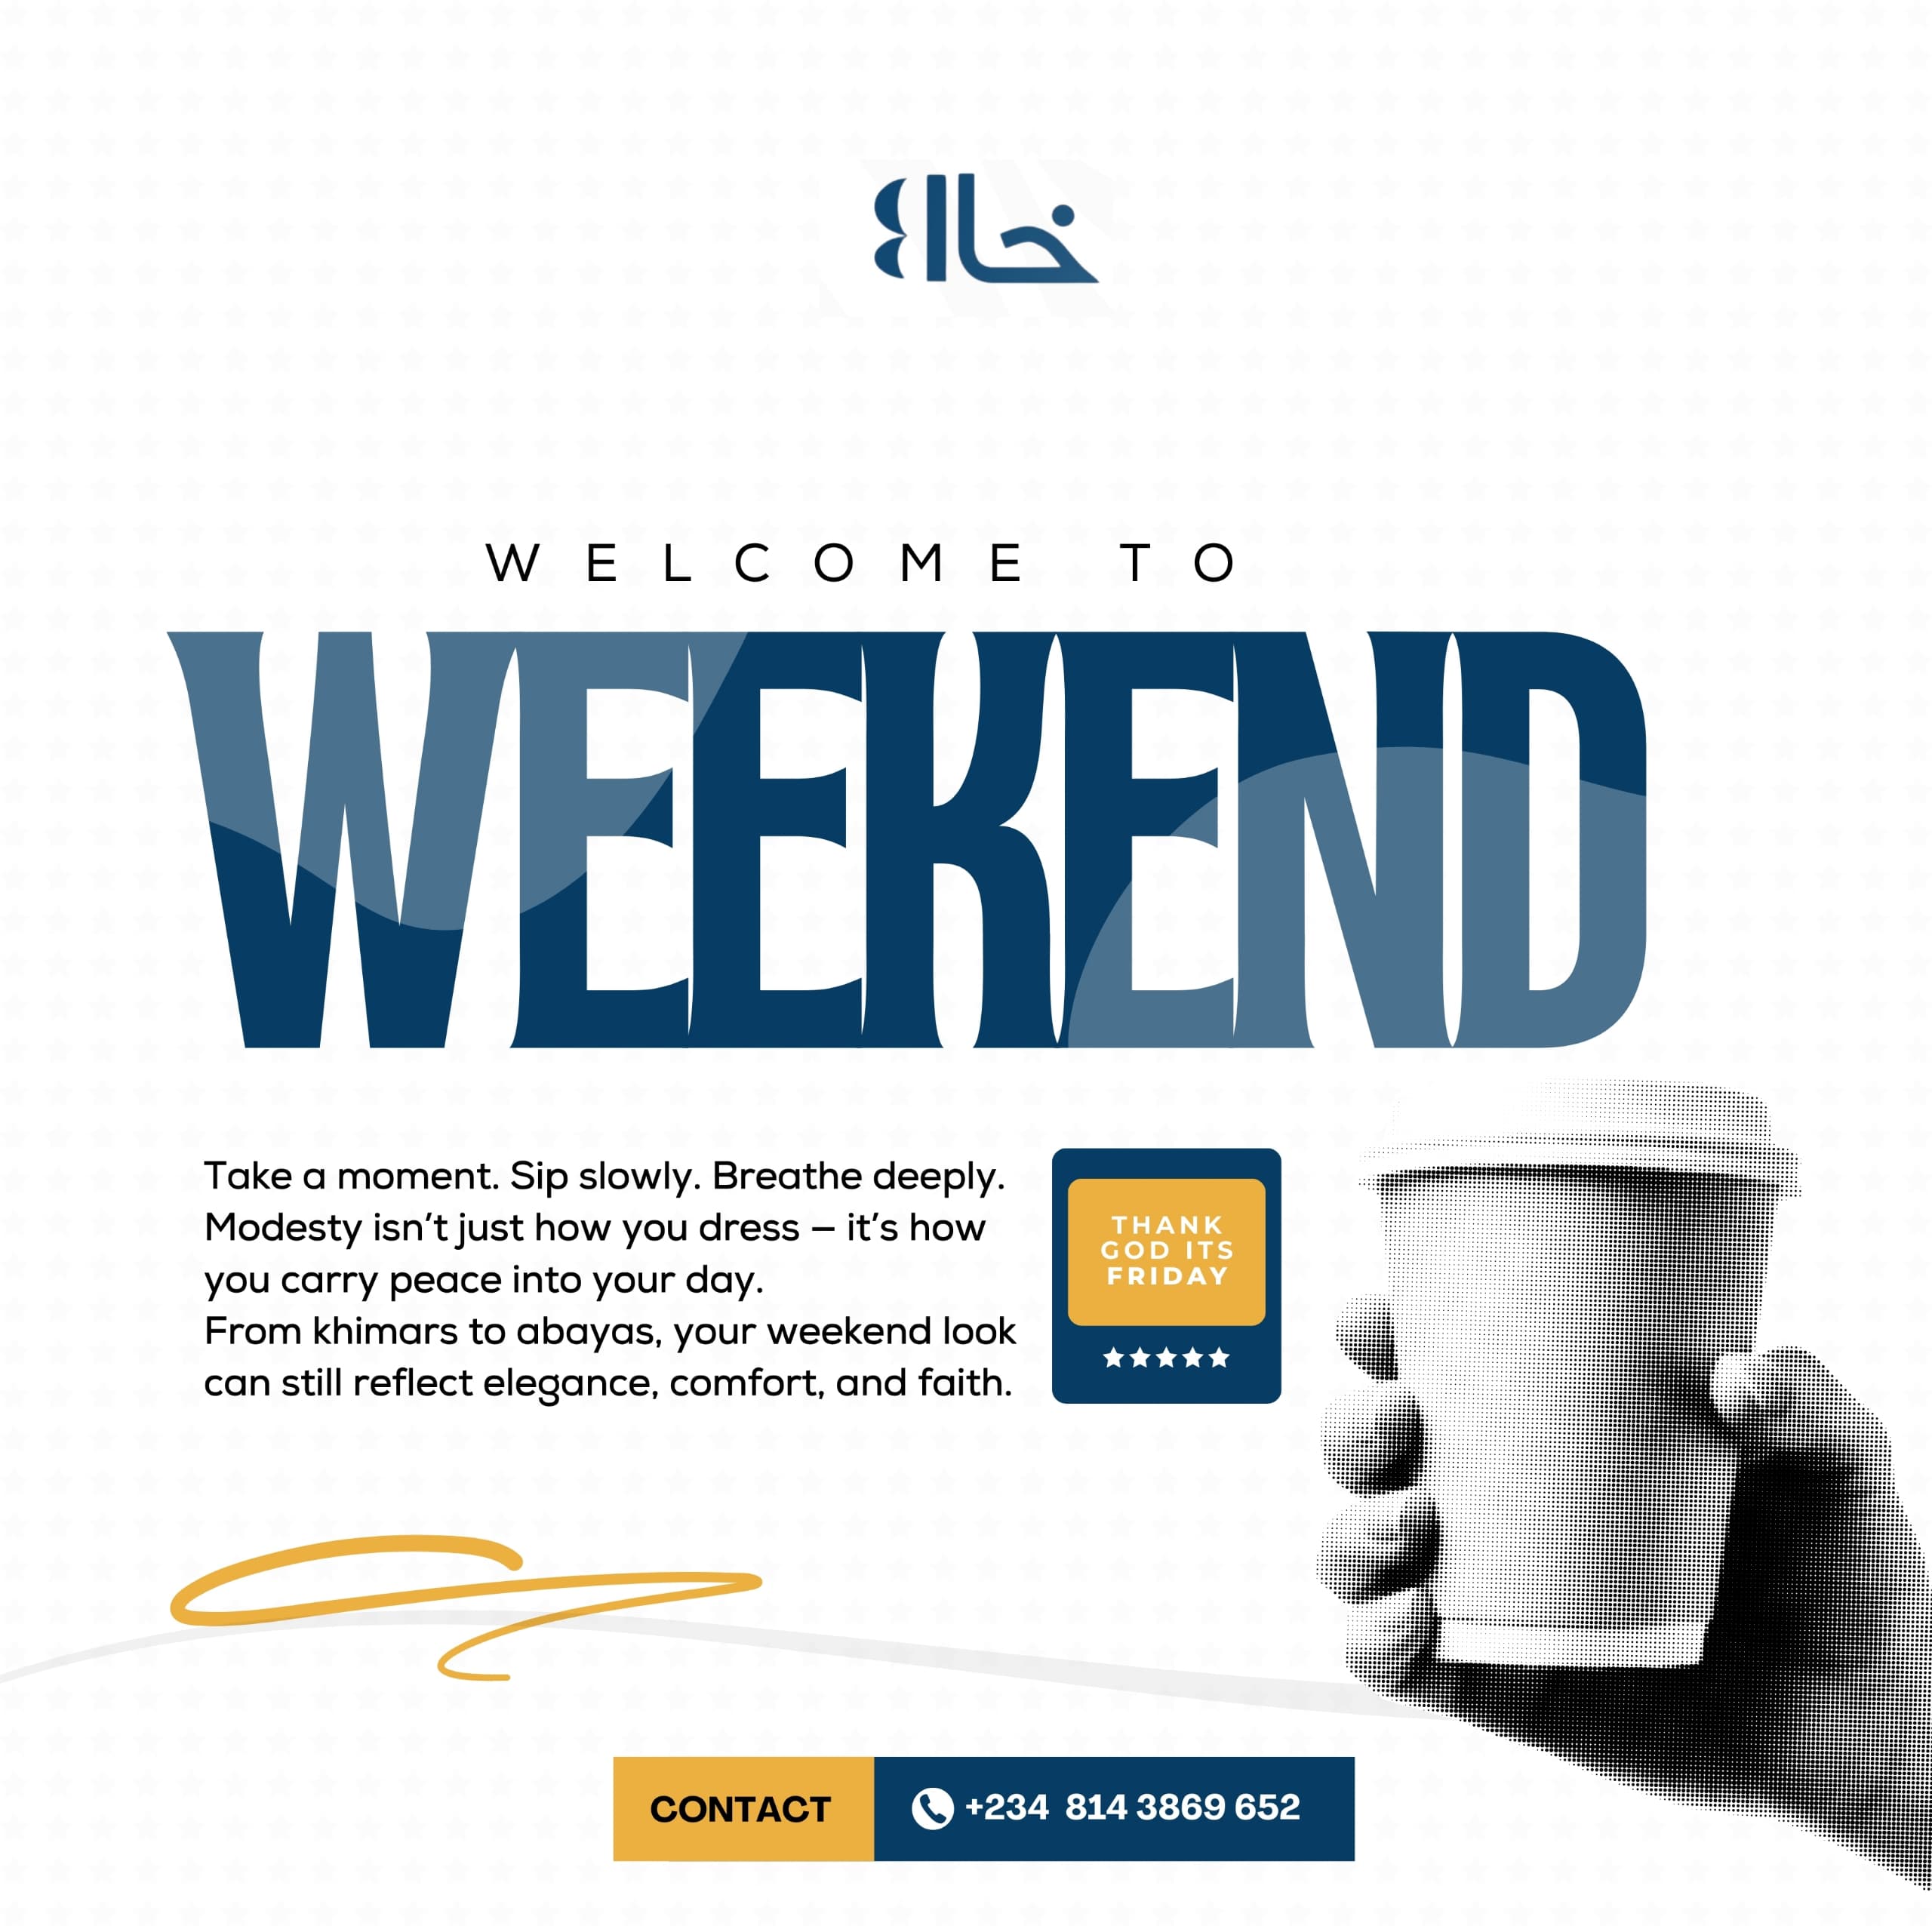 WELCOME TO
WEEKEND
Take a moment. Sip slowly. Breathe deeply.
Modesty isn’t just how you dress – it’s how
you carry peace into your day.
From khimars to abayas, your weekend look
can still reflect elegance, comfort, and faith.
THANK
GOD ITS
FRIDAY
CONTACT
+234 814 3869 652